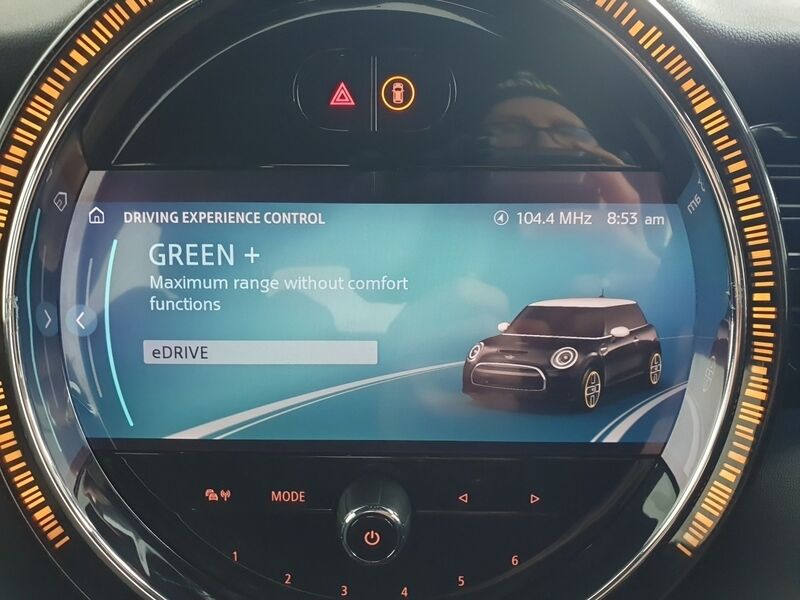 DRIVING EXPERIENCE CONTROL
104.4 MHz 8:53 am
GREEN +
Maximum range without comfort
functions
eDRIVE
MODE
1 2 3 4 5 6